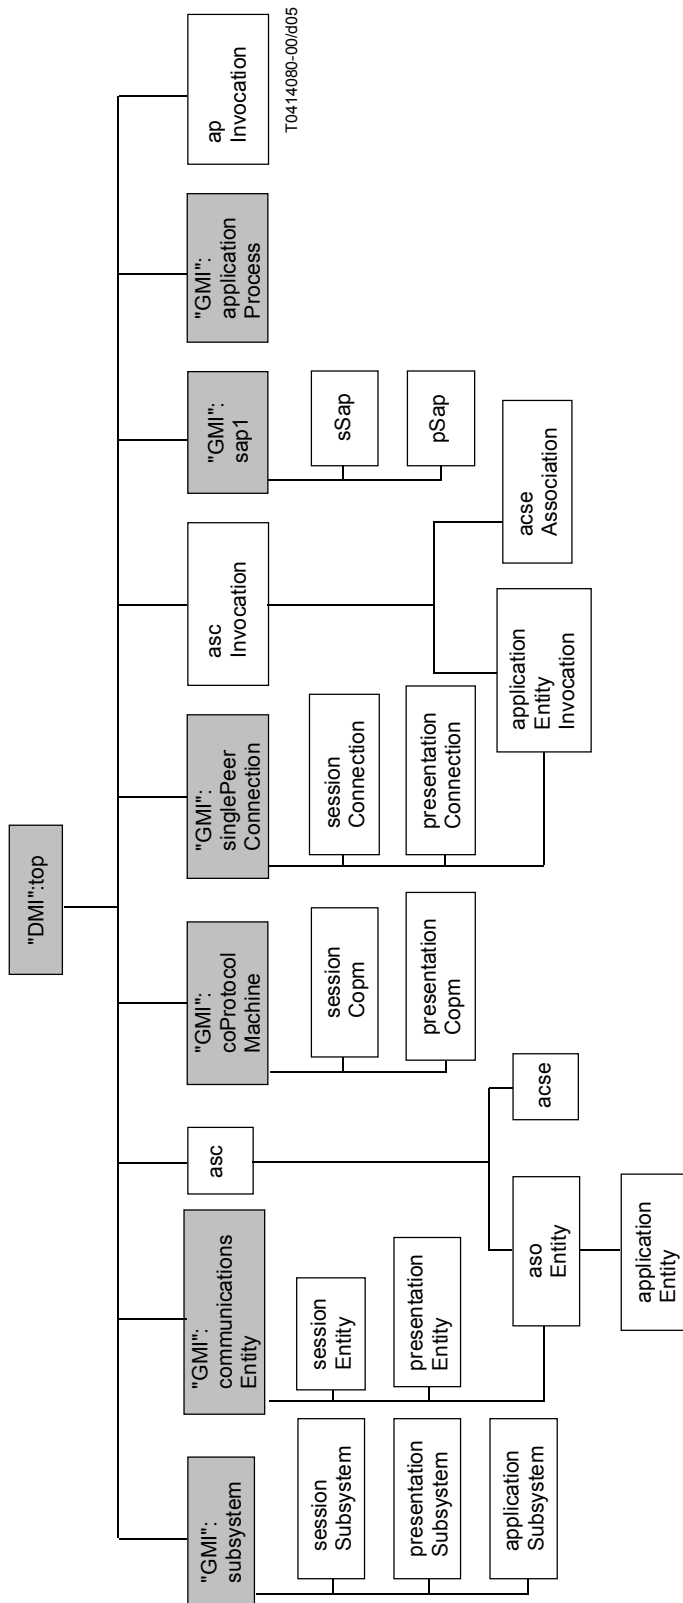 "DMI":top
"GMI":
subsystem
"GMI":
communications
Entity
asc
"GMI":
coProtocol
Machine
"GMI":
singlePeer
Connection
asc
Invocation
"GMI":
sap1
"GMI":
application
Process
ap
Invocation
session
Subsystem
presentation
Subsystem
application
Subsystem
session
Entity
presentation
Entity
aso
Entity
acse
application
Entity
session
Copm
presentation
Copm
session
Connection
presentation
Connection
application
Entity
Invocation
acse
Association
sSap
pSap
T0414080-00/d05